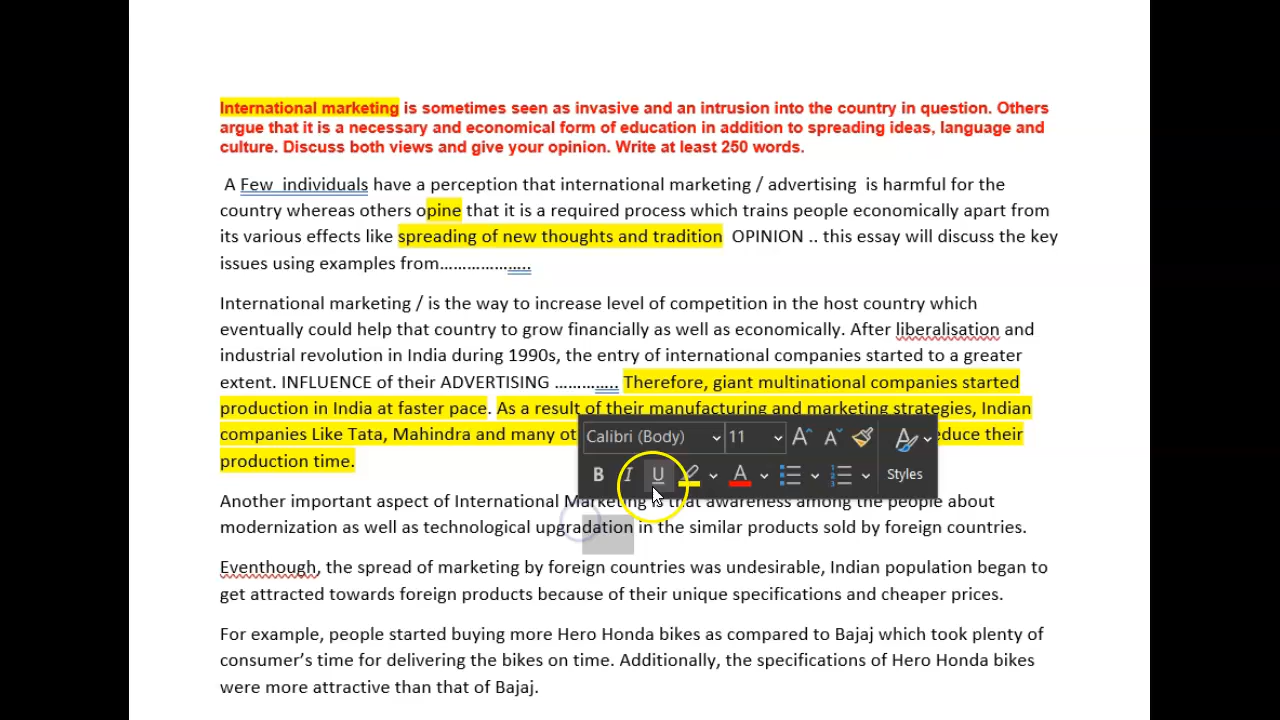 International marketing is sometimes seen as invasive and an intrusion into the country in question. Others
argue that it is a necessary and economical form of education in addition to spreading ideas, language and
culture. Discuss both views and give your opinion. Write at least 250 words.
A Few  individuals have a perception that international marketing / advertising  is harmful for the
country whereas others opine that it is a required process which trains people economically apart from
its various effects like spreading of new thoughts and tradition  OPINION .. this essay will discuss the key
issues using examples from…………………..
International marketing / is the way to increase level of competition in the host country which
eventually could help that country to grow financially as well as economically. After liberalisation and
industrial revolution in India during 1990s, the entry of international companies started to a greater
extent. INFLUENCE of their ADVERTISING ………….. Therefore, giant multinational companies started
production in India at faster pace. As a result of their manufacturing and marketing strategies, Indian
companies Like Tata, Mahindra and many ot educe their
Calibri (Body) 11
production time.
B I U A Styles
Another important aspect of International Marketing is that awareness among the people about
modernization as well as technological upgradation in the similar products sold by foreign countries.
Eventhough, the spread of marketing by foreign countries was undesirable, Indian population began to
get attracted towards foreign products because of their unique specifications and cheaper prices.
For example, people started buying more Hero Honda bikes as compared to Bajaj which took plenty of
consumer's time for delivering the bikes on time. Additionally, the specifications of Hero Honda bikes
were more attractive than that of Bajaj.